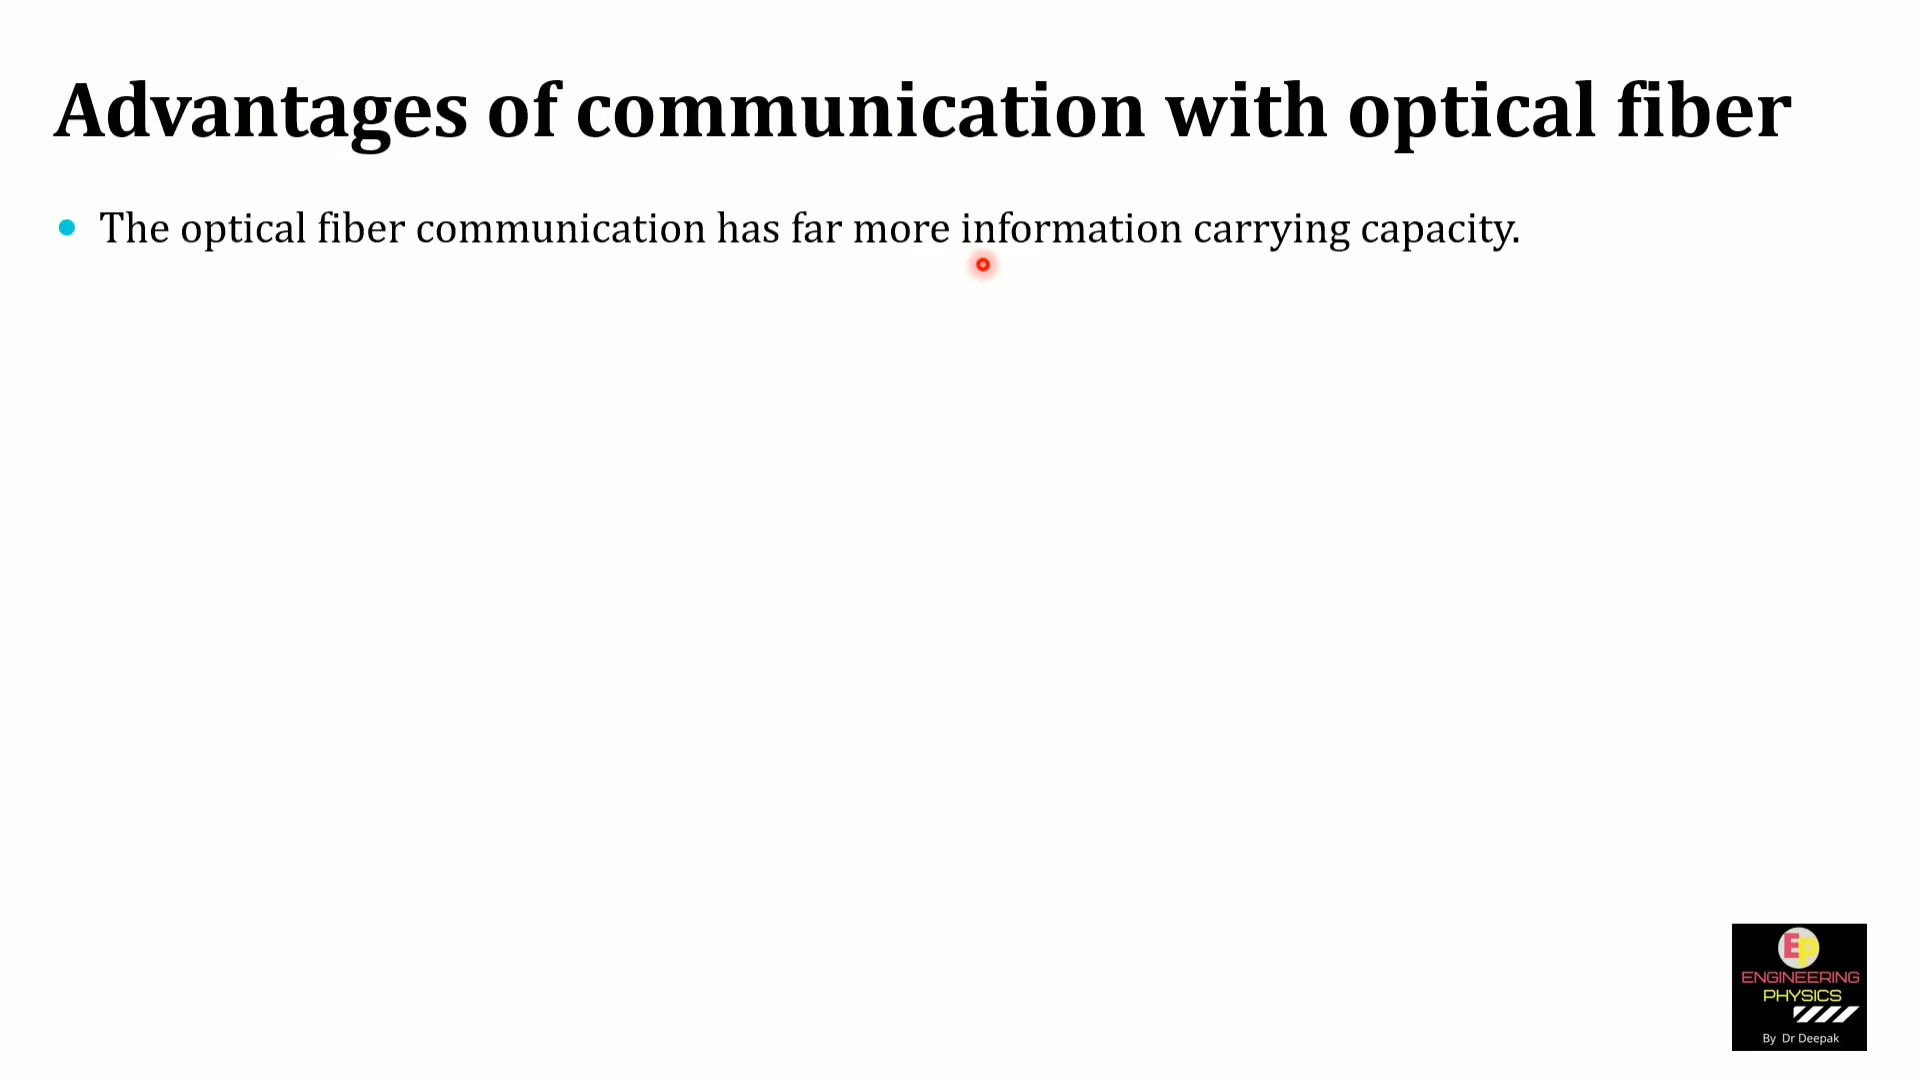 Advantages of communication with optical fiber
• The optical fiber communication has far more information carrying capacity.
Ep
ENGINEERING
PHYSICS
By Dr Deepak